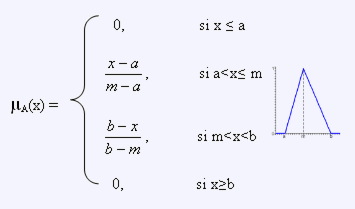 0, si x ≤ a
x − a / m − a , si a<x≤ m
μA(x) =
b − x / b − m , si m<x<b
0, si x≥b
a m b